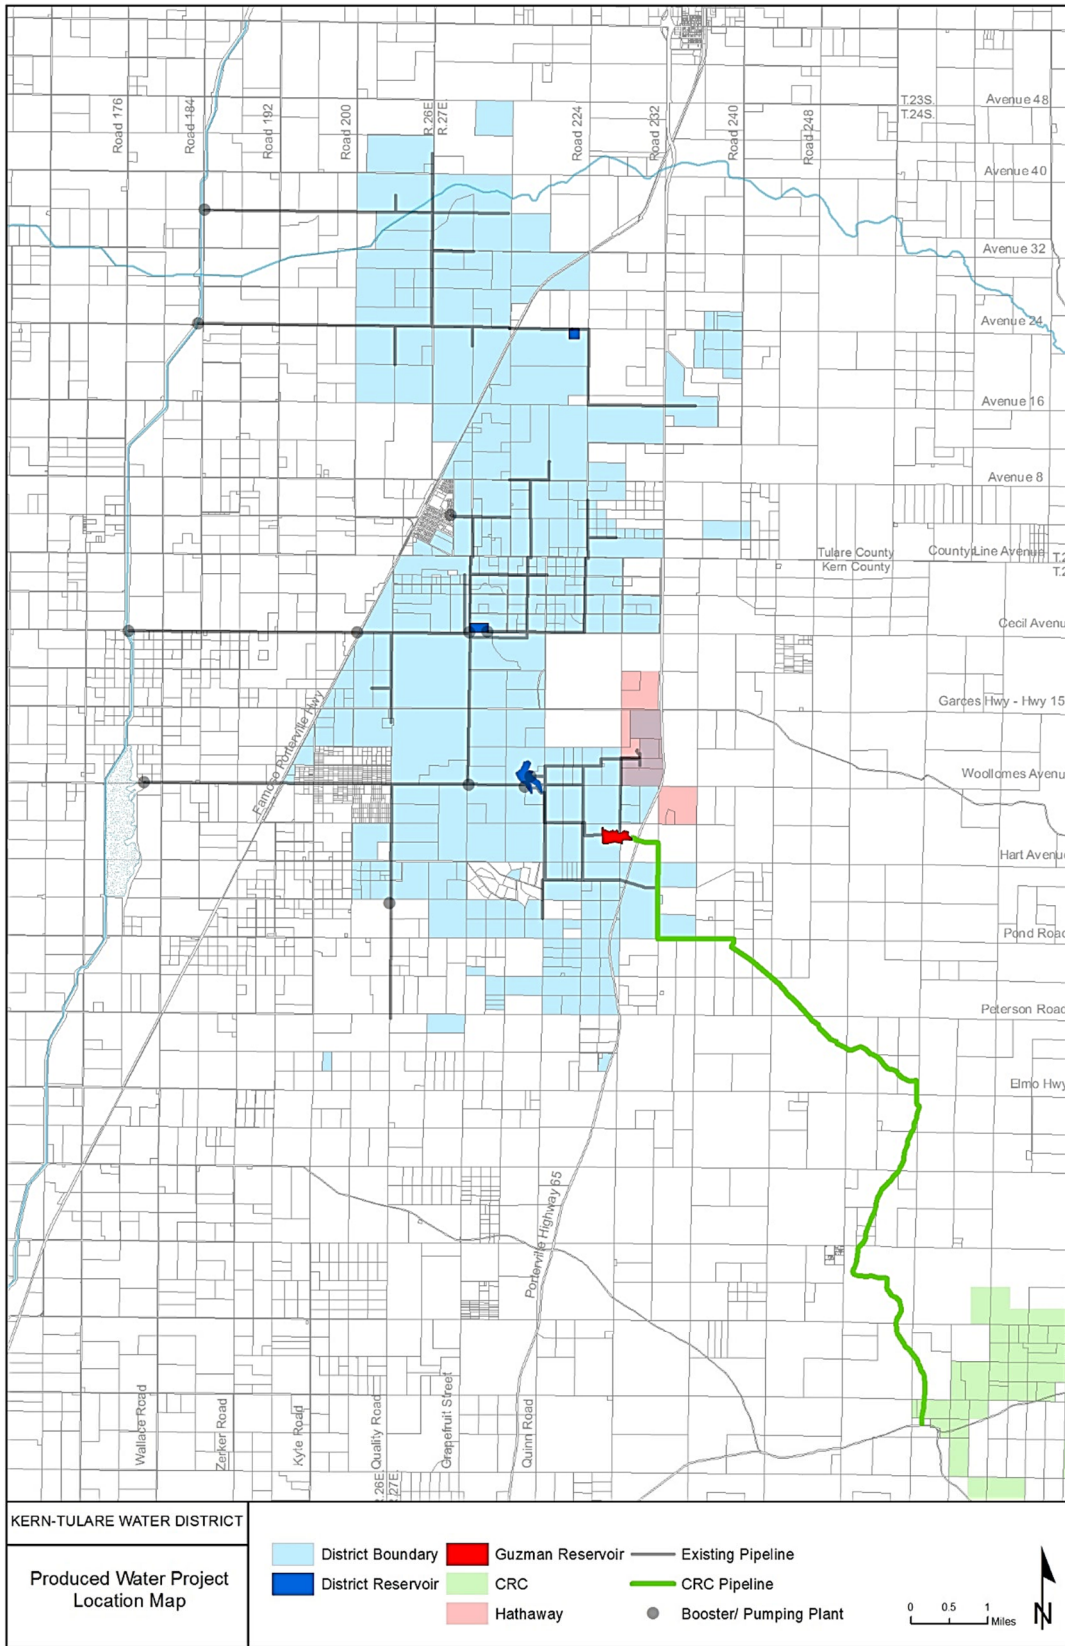 T.23S.
T.24S.
Avenue 48
Road 176
Road 184
Road 192
Road 200
R.26E.
R.27E.
Road 224
Road 232
Road 240
Road 248
Avenue 40
Avenue 32
Avenue 24
Avenue 16
Avenue 8
Tulare County
Kern County
County Line Avenue
T.2
T.2
Cecil Avenu
Garces Hwy - Hwy 15
Famoso Porterville Hwy
Woollomes Avenu
Hart Avenue
Pond Road
Peterson Road
Elmo Hwy
Porterville Highway 65
Wallace Road
Zerker Road
Kyte Road
Quality Road
Grapefruit Street
Quinn Road
.26E.
.27E.
KERN-TULARE WATER DISTRICT
Produced Water Project
Location Map
District Boundary
District Reservoir
Guzman Reservoir
CRC
Hathaway
Existing Pipeline
CRC Pipeline
Booster/ Pumping Plant
0 0.5 1
Miles
N